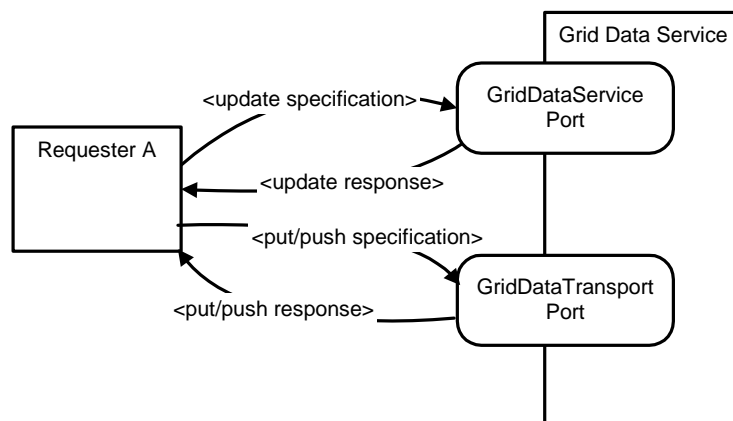 Grid Data Service
GridDataService
Port
<update specification>
Requester A
<update response>
<put/push specification>
GridDataTransport
Port
<put/push response>